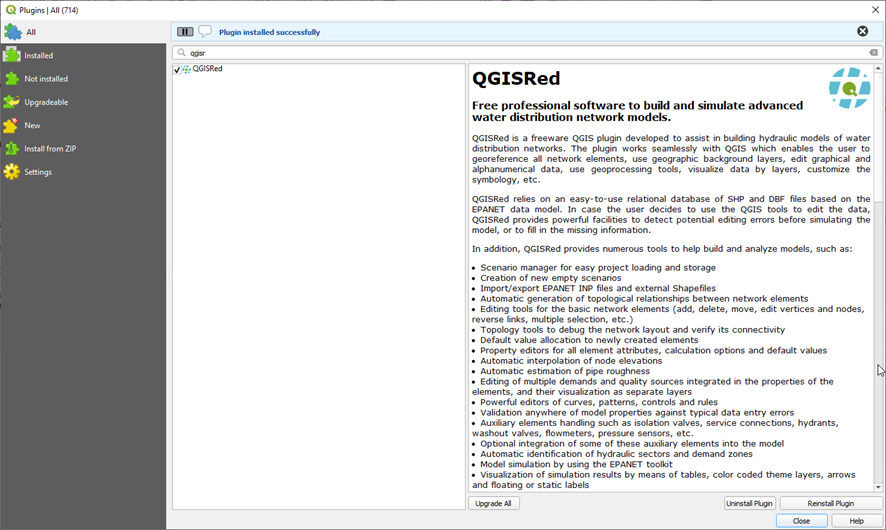 Plugins | All (714)
All
Installed
Not installed
Upgradeable
New
Install from ZIP
Settings
Plugin installed successfully
qgisr
QGISRed
QGISRed
Free professional software to build and simulate advanced
water distribution network models.
QGISRed is a freeware QGIS plugin developed to assist in building hydraulic models of water
distribution networks. The plugin works seamlessly with QGIS which enables the user to
georeference all network elements, use geographic background layers, edit graphical and
alphanumerical data, use geoprocessing tools, visualize data by layers, customize the
symbology, etc.
QGISRed relies on an easy-to-use relational database of SHP and DBF files based on the
EPANET data model. In case the user decides to use the QGIS tools to edit the data,
QGISRed provides powerful facilities to detect potential editing errors before simulating the
model, or to fill in the missing information.
In addition, QGISRed provides numerous tools to help build and analyze models, such as:
• Scenario manager for easy project loading and storage
• Creation of new empty scenarios
• Import/export EPANET INP files and external Shapefiles
• Automatic generation of topological relationships between network elements
• Editing tools for the basic network elements (add, delete, move, edit vertices and nodes,
reverse links, multiple selection, etc.)
• Topology tools to debug the network layout and verify its connectivity
• Default value allocation to newly created elements
• Property editors for all element attributes, calculation options and default values
• Automatic interpolation of node elevations
• Automatic estimation of pipe roughness
• Editing of multiple demands and quality sources integrated in the properties of the
elements, and their visualization as separate layers
• Powerful editors of curves, patterns, controls and rules
• Validation anywhere of model properties against typical data entry errors
• Auxiliary elements handling such as isolation valves, service connections, hydrants,
washout valves, flowmeters, pressure sensors, etc.
• Optional integration of some of these auxiliary elements into the model
• Automatic identification of hydraulic sectors and demand zones
• Model simulation by using the EPANET toolkit
• Visualization of simulation results by means of tables, color coded theme layers, arrows
and floating or static labels
Upgrade All
Uninstall Plugin
Reinstall Plugin
Close
Help